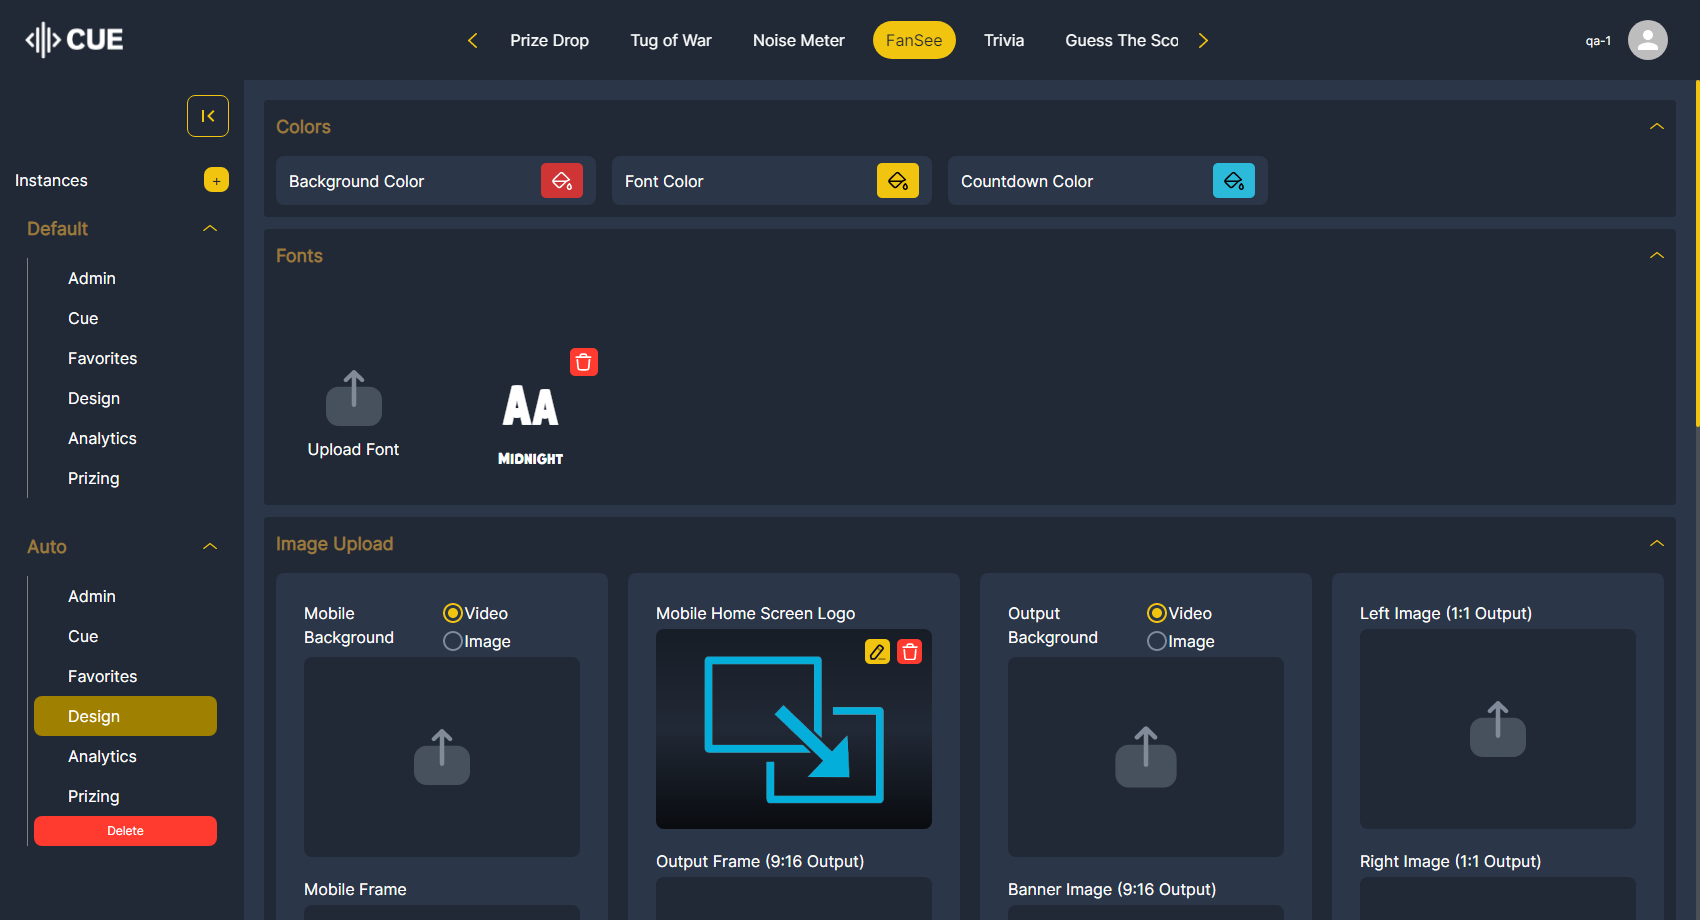 CUE
Prize Drop
Tug of War
Noise Meter
FanSee
Trivia
Guess The Sco
qa-1
Instances
+
Default
Admin
Cue
Favorites
Design
Analytics
Prizing
Auto
Admin
Cue
Favorites
Design
Analytics
Prizing
Delete
Colors
Background Color
Font Color
Countdown Color
Fonts
Upload Font
AA
MIDNIGHT
Image Upload
Mobile
Background
Video
Image
Mobile Frame
Mobile Home Screen Logo
Output Frame (9:16 Output)
Output
Background
Video
Image
Banner Image (9:16 Output)
Left Image (1:1 Output)
Right Image (1:1 Output)